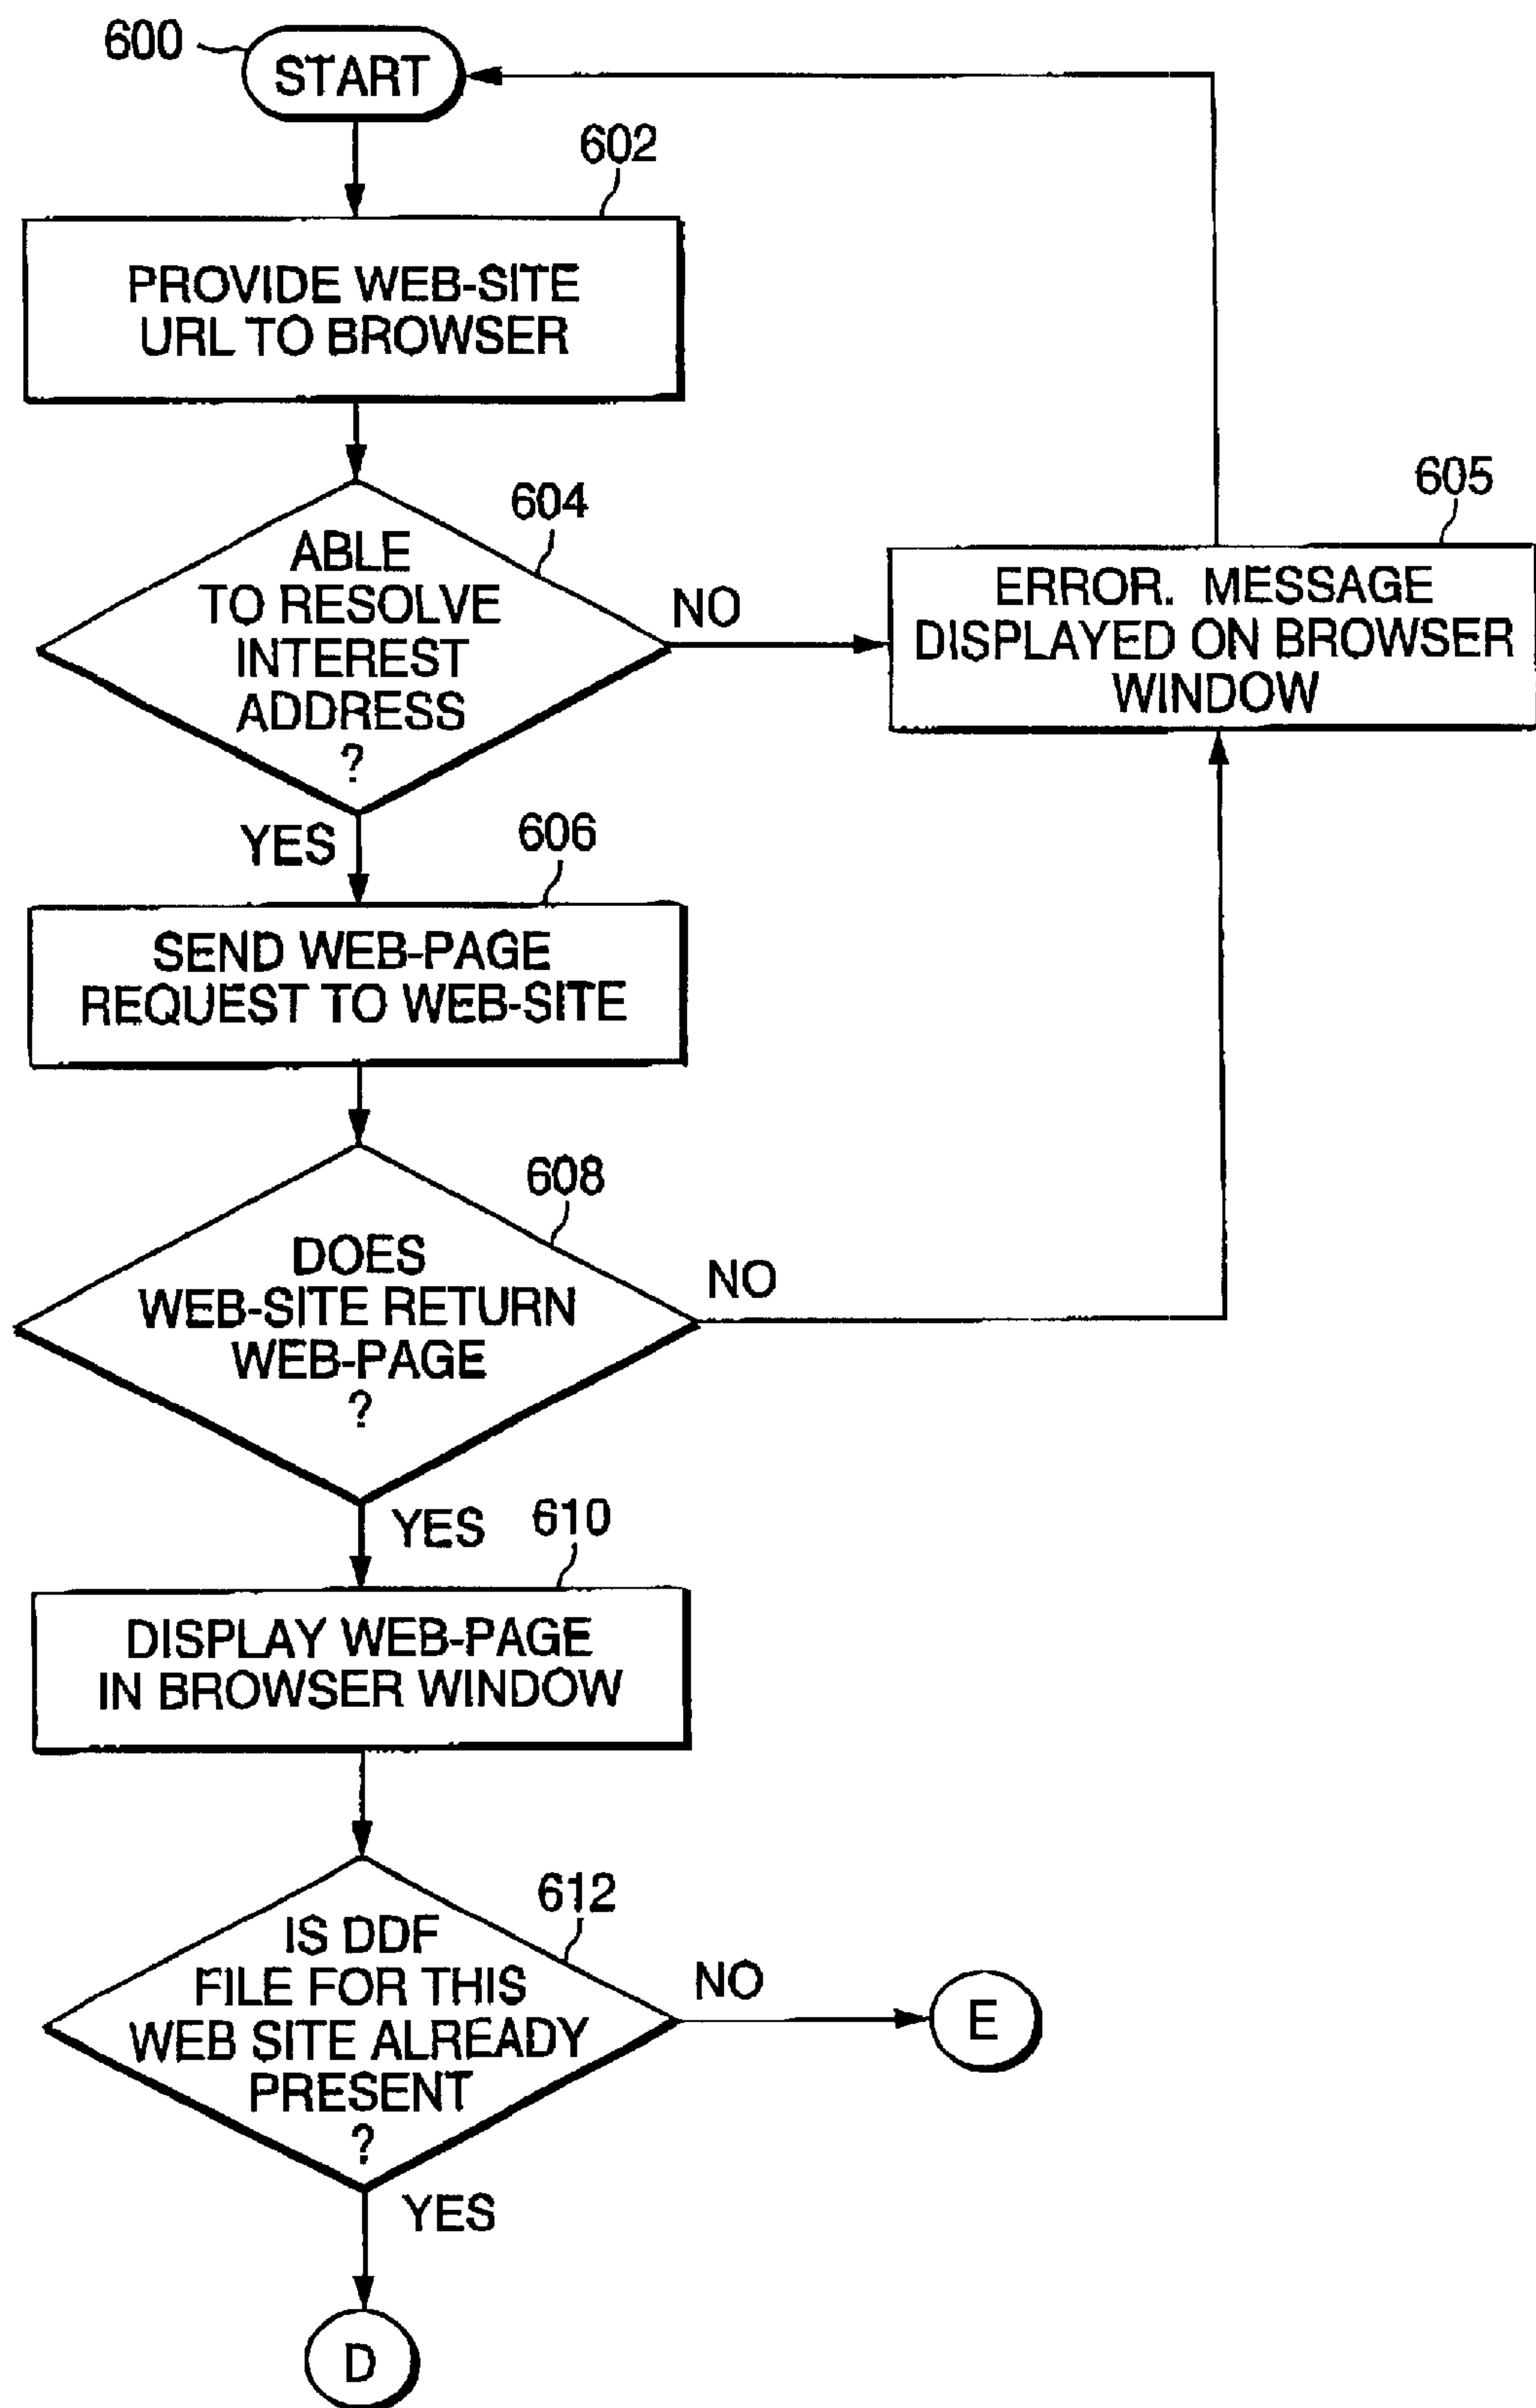 600
START
602
PROVIDE WEB-SITE
URL TO BROWSER
604
ABLE
TO RESOLVE
INTEREST
ADDRESS
?
NO
605
ERROR. MESSAGE
DISPLAYED ON BROWSER
WINDOW
YES
606
SEND WEB-PAGE
REQUEST TO WEB-SITE
608
DOES
WEB-SITE RETURN
WEB-PAGE
?
NO
YES
610
DISPLAY WEB-PAGE
IN BROWSER WINDOW
612
IS DDF
FILE FOR THIS
WEB SITE ALREADY
PRESENT
?
NO
E
YES
D